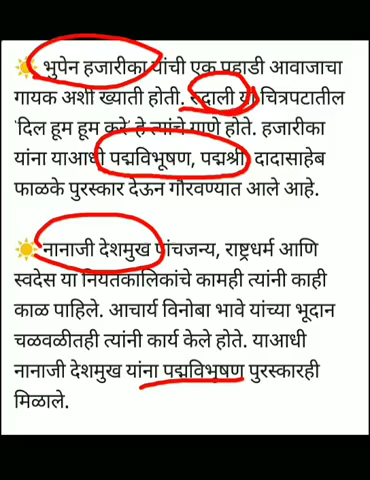 भुपेन हजारीका यांची एक पहाडी आवाजाचा
गायक अशी ख्याती होती. रुदाली या चित्रपटातील
'दिल हूम हूम करे' हे त्यांचे गाणे होते. हजारीका
यांना याआधी पद्मविभूषण, पद्मश्री, दादासाहेब
फाळके पुरस्कार देऊन गौरवण्यात आले आहे.
नानाजी देशमुख पांचजन्य, राष्ट्रधर्म आणि
स्वदेस या नियतकालिकांचे कामही त्यांनी काही
काळ पाहिले. आचार्य विनोबा भावे यांच्या भूदान
चळवळीतही त्यांनी कार्य केले होते. याआधी
नानाजी देशमुख यांना पद्मविभूषण पुरस्कारही
मिळाले.